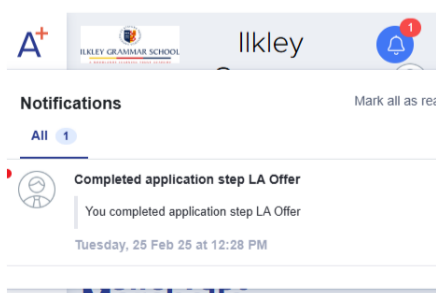 A+
ILKLEY GRAMMAR SCHOOL
Ilkley
1
Notifications
Mark all as rea
All 1
Completed application step LA Offer
You completed application step LA Offer
Tuesday, 25 Feb 25 at 12:28 PM